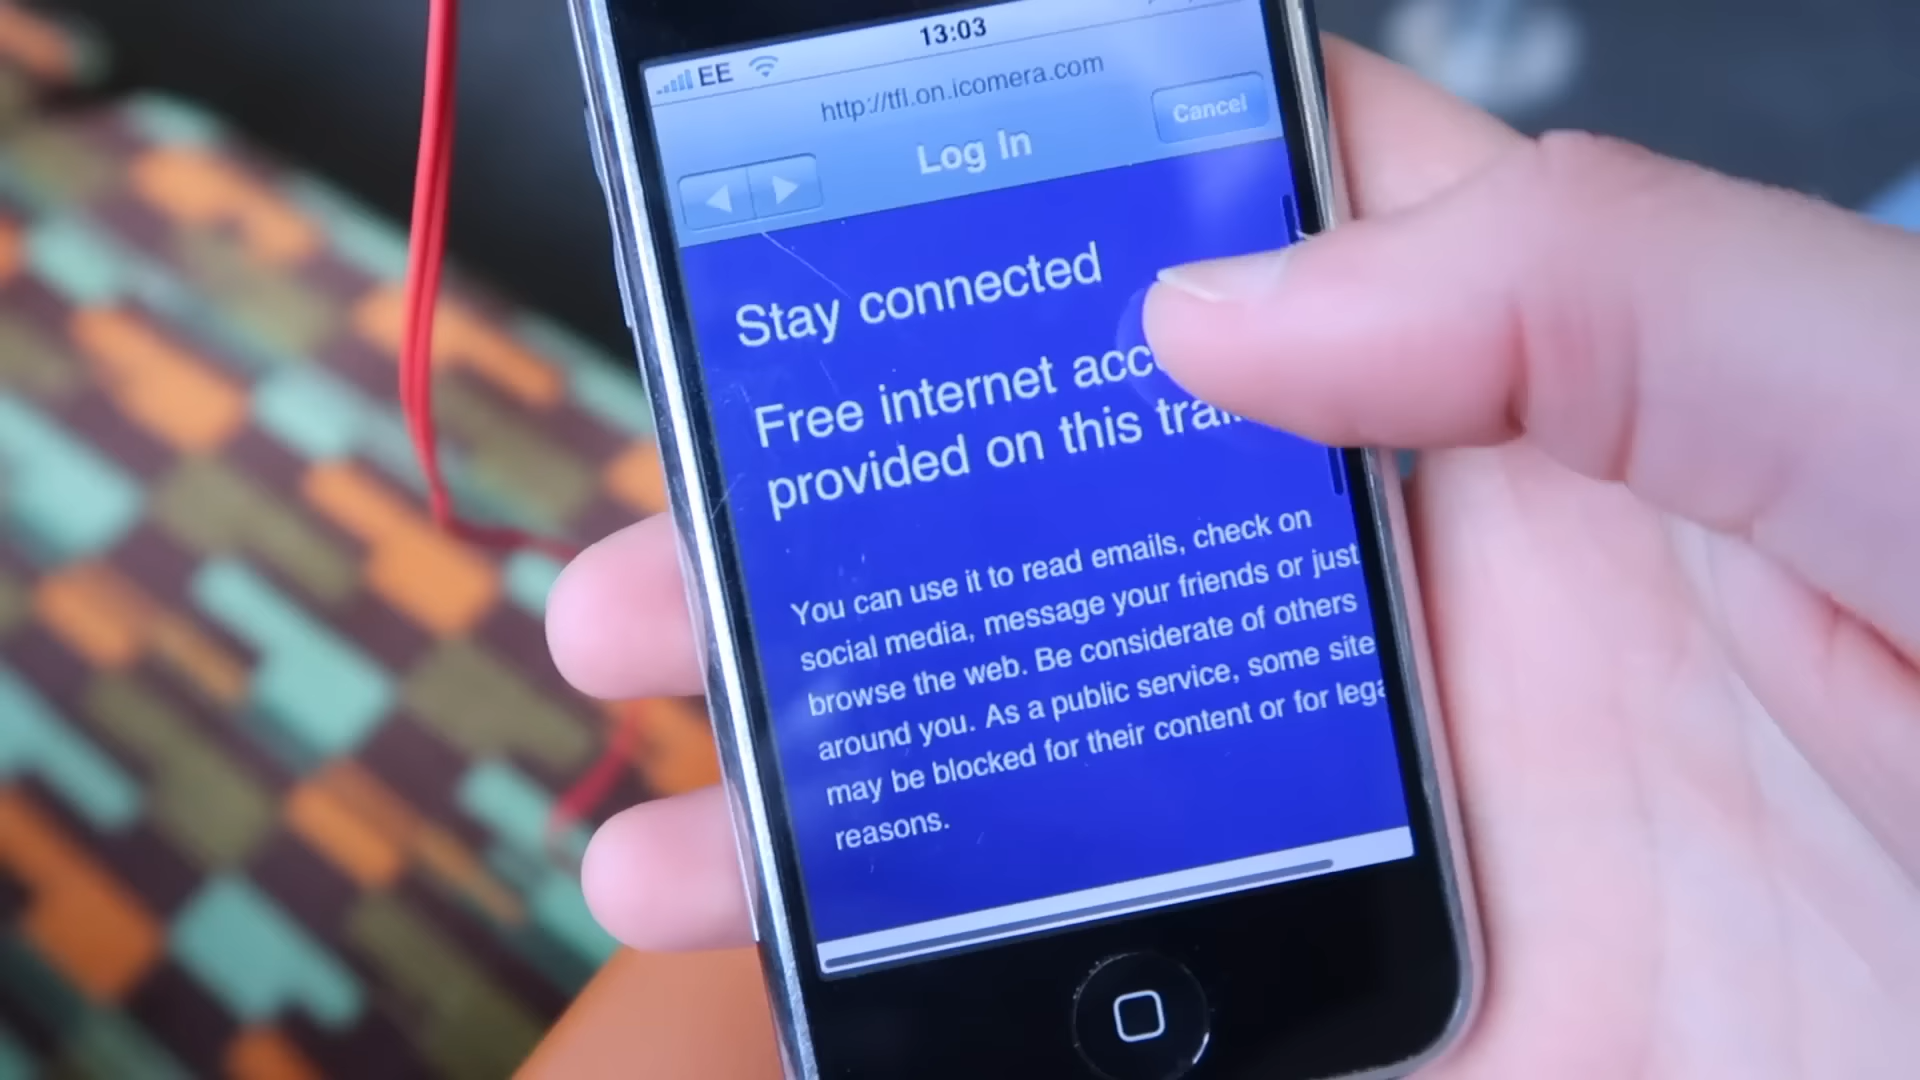 EE 13:03
http://tfl.on.icomera.com
Log In Cancel
Stay connected
Free internet
provided on this
You can use it to read emails, check on
social media, message your friends or just
browse the web. Be considerate of others
around you. As a public service, some
may be blocked for their content or for
reasons.